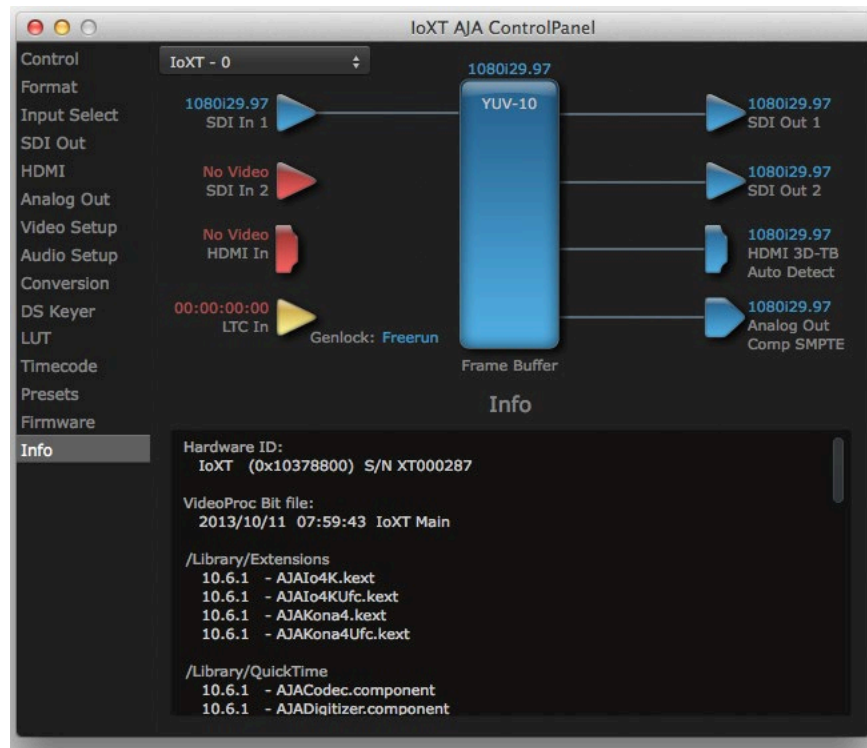 IoXT AJA ControlPanel
Control
Format
Input Select
SDI Out
HDMI
Analog Out
Video Setup
Audio Setup
Conversion
DS Keyer
LUT
Timecode
Presets
Firmware
Info
IoXT - 0
1080i29.97
SDI In 1
No Video
SDI In 2
No Video
HDMI In
00:00:00:00
LTC In
Genlock: Freerun
1080i29.97
YUV-10
Frame Buffer
1080i29.97
SDI Out 1
1080i29.97
SDI Out 2
1080i29.97
HDMI 3D-TB
Auto Detect
1080i29.97
Analog Out
Comp SMPTE
Info
Hardware ID:
IoXT (0x10378800) S/N XT000287
VideoProc Bit file:
2013/10/11 07:59:43 IoXT Main
/Library/Extensions
10.6.1 - AJAIo4K.kext
10.6.1 - AJAIo4KUfc.kext
10.6.1 - AJAKona4.kext
10.6.1 - AJAKona4Ufc.kext
/Library/QuickTime
10.6.1 - AJACodec.component
10.6.1 - AJADigitizer.component